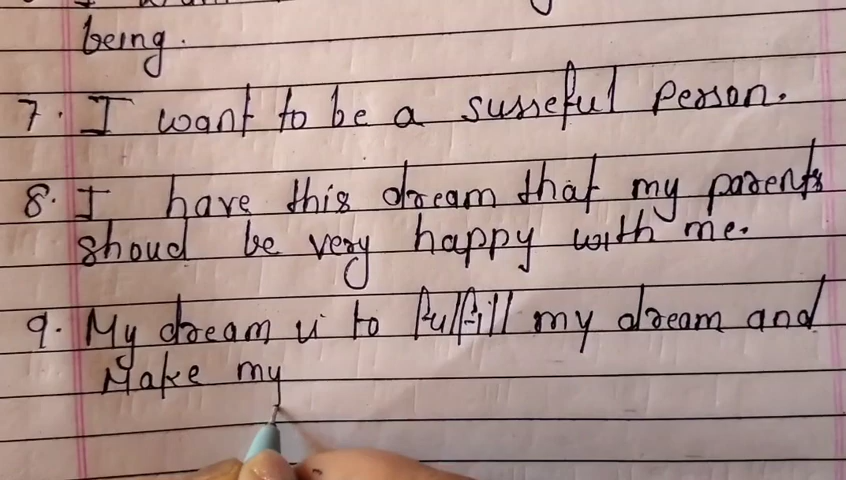 being.
7. I want to be a susseful person.
8. I have this dream that my parents
shoud be very happy with me.
9. My dream is to fulfill my dream and
Make my